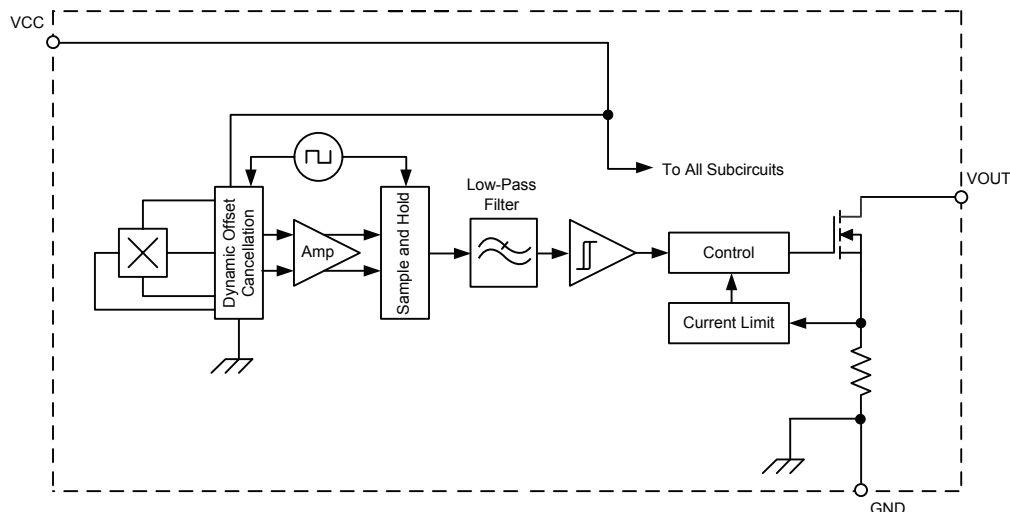 VCC
To All Subcircuits
VOUT
Low-Pass
Filter
Dynamic Offset
Cancellation
Amp
Sample and Hold
Control
Current Limit
GND